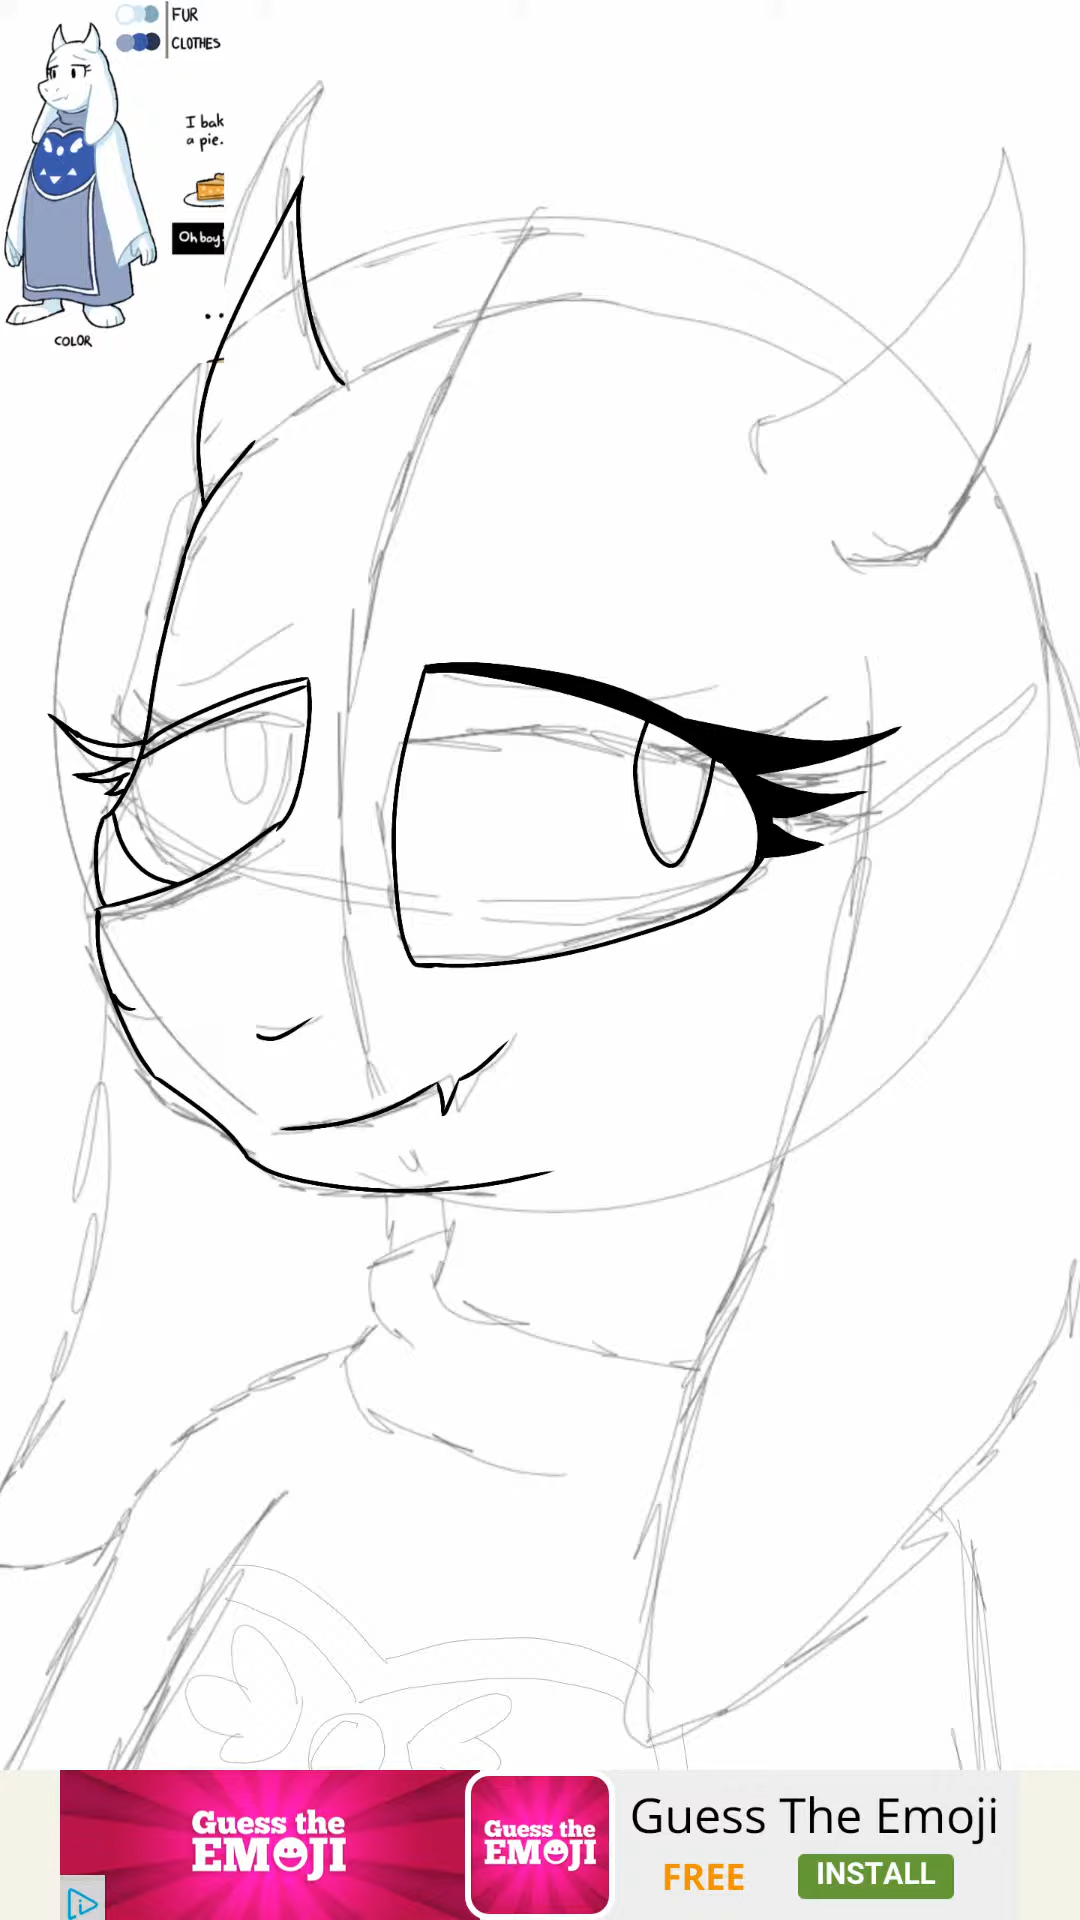 FUR
CLOTHES
I bak
a pie.
Oh boy
..
COLOR
Guess the
EMOJI
Guess the
EMOJI
Guess The Emoji
FREE
INSTALL